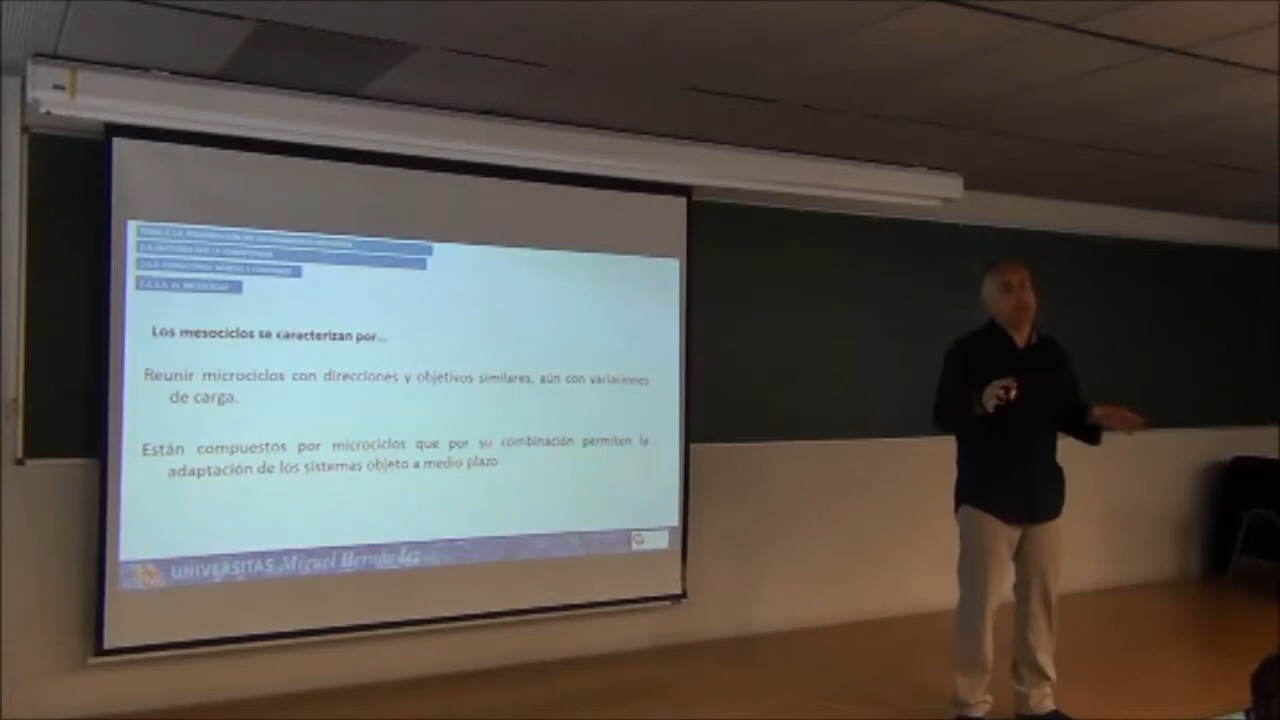 Los mesociclos se caracterizan por...
Reunir microciclos con direcciones y objetivos similares, aún con variaciones
de carga.
Están compuestos por microciclos que por su combinación permiten la
adaptación de los sistemas objeto a medio plazo
UNIVERSITAS Miguel Hernández